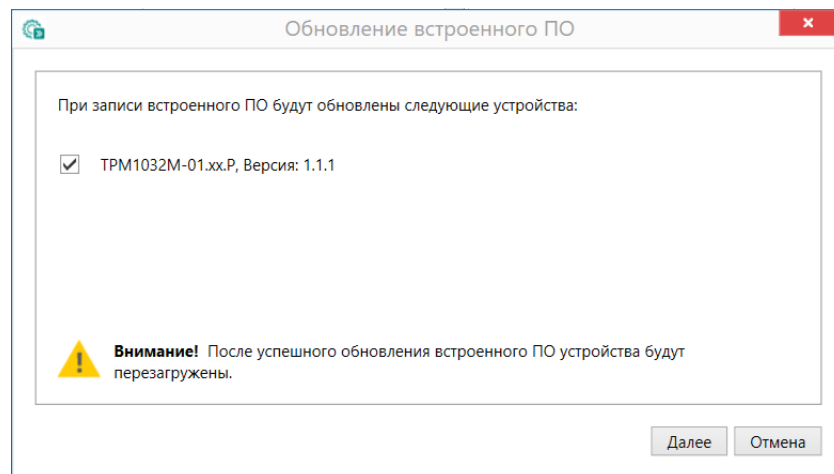 Обновление встроенного ПО
При записи встроенного ПО будут обновлены следующие устройства:
ТРМ1032М-01.хх.Р, Версия: 1.1.1
Внимание! После успешного обновления встроенного ПО устройства будут
перезагружены.
Далее
Отмена